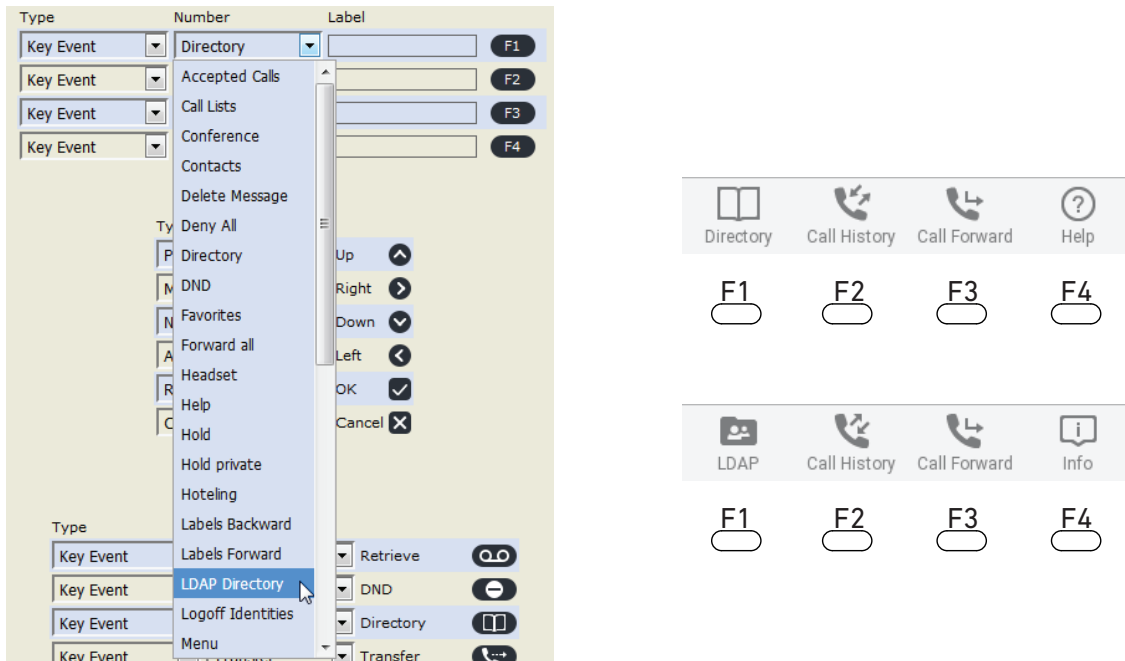 Type Number Label
Key Event Directory F1
Key Event F2
Key Event F3
Key Event F4
Accepted Calls
Call Lists
Conference
Contacts
Delete Message
Deny All
Directory
DND
Favorites
Forward all
Headset
Help
Hold
Hold private
Hoteling
Labels Backward
Labels Forward
LDAP Directory
Logoff Identities
Menu
Ty
P Up
M Right
N Down
A Left
R OK
C Cancel
Type
Key Event Retrieve
Key Event DND
Key Event Directory
Key Event Transfer
Directory Call History Call Forward Help
F1 F2 F3 F4
LDAP Call History Call Forward Info
F1 F2 F3 F4